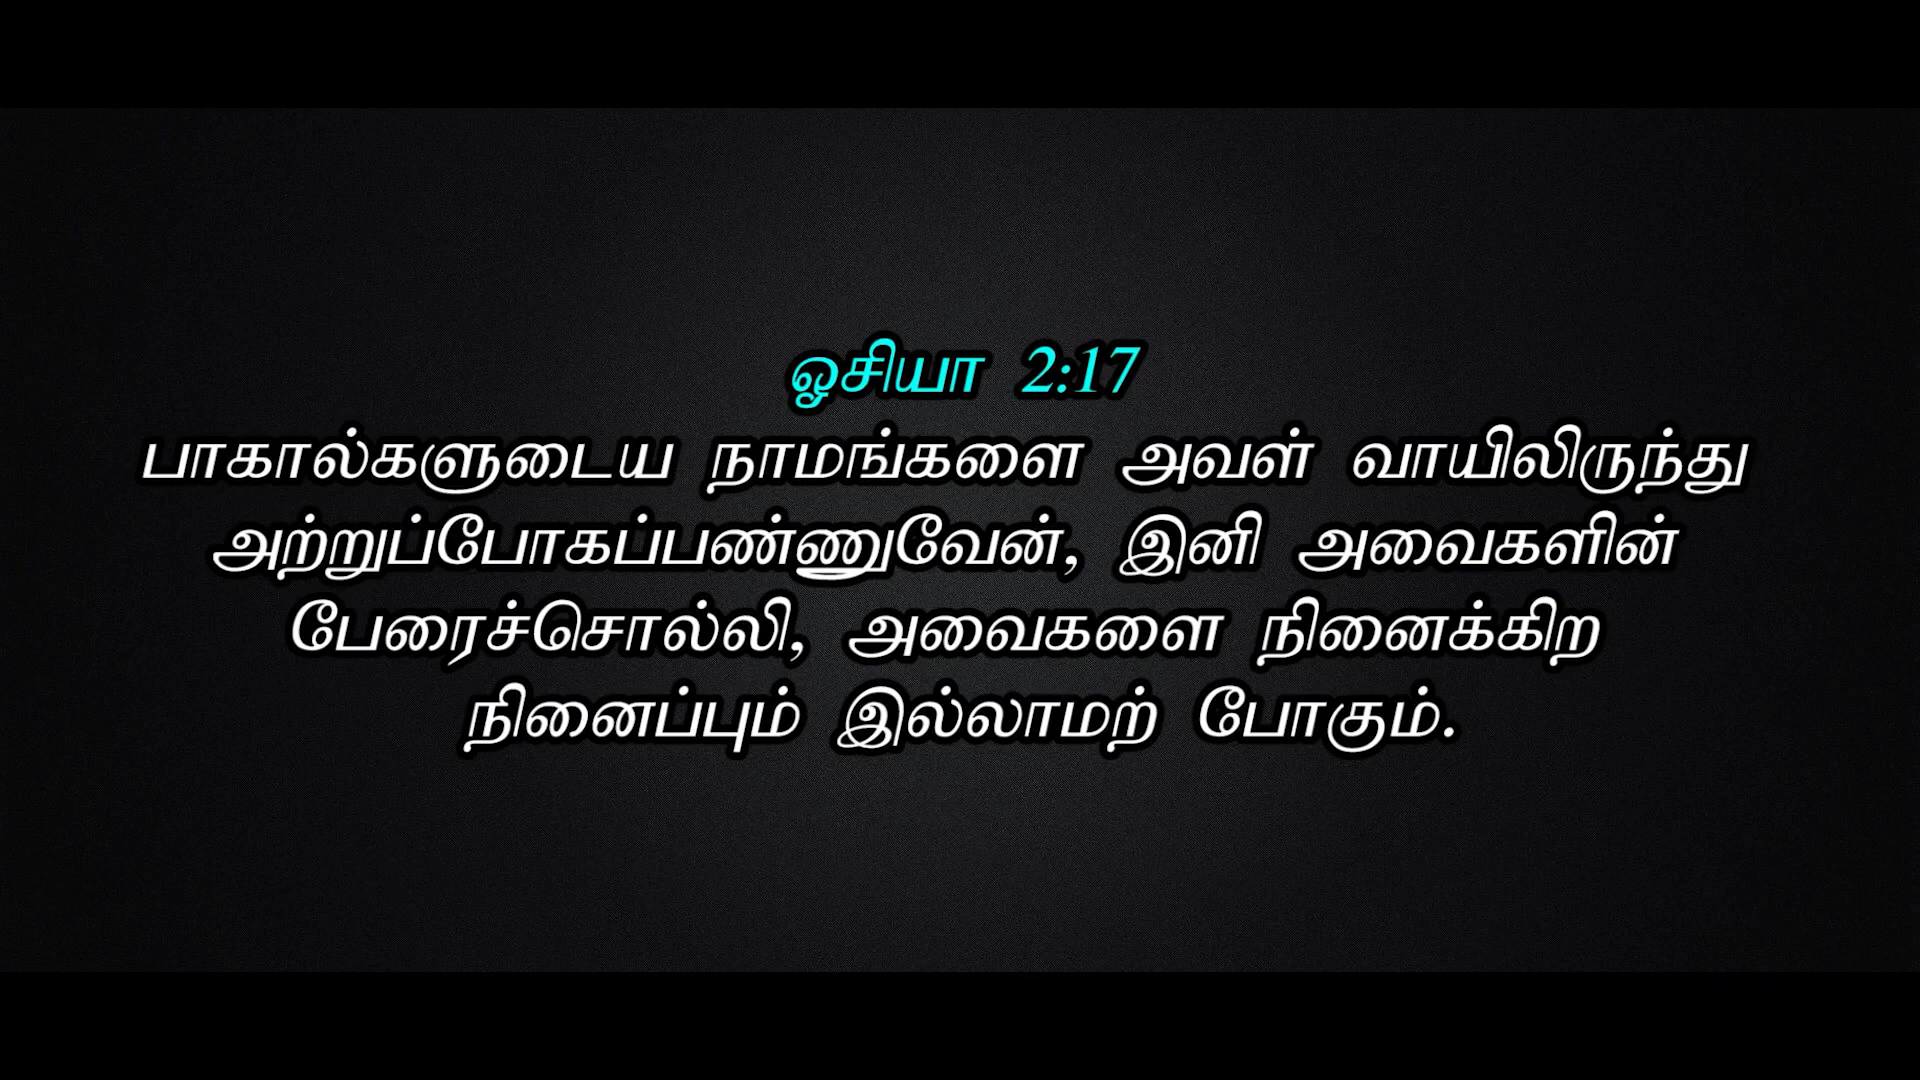 ஓசியா 2:17
பாகால்களுடைய நாமங்களை அவள் வாயிலிருந்து
அற்றுப்போகப்பண்ணுவேன், இனி அவைகளின்
பேரைச்சொல்லி, அவைகளை நினைக்கிற
நினைப்பும் இல்லாமற் போகும்.